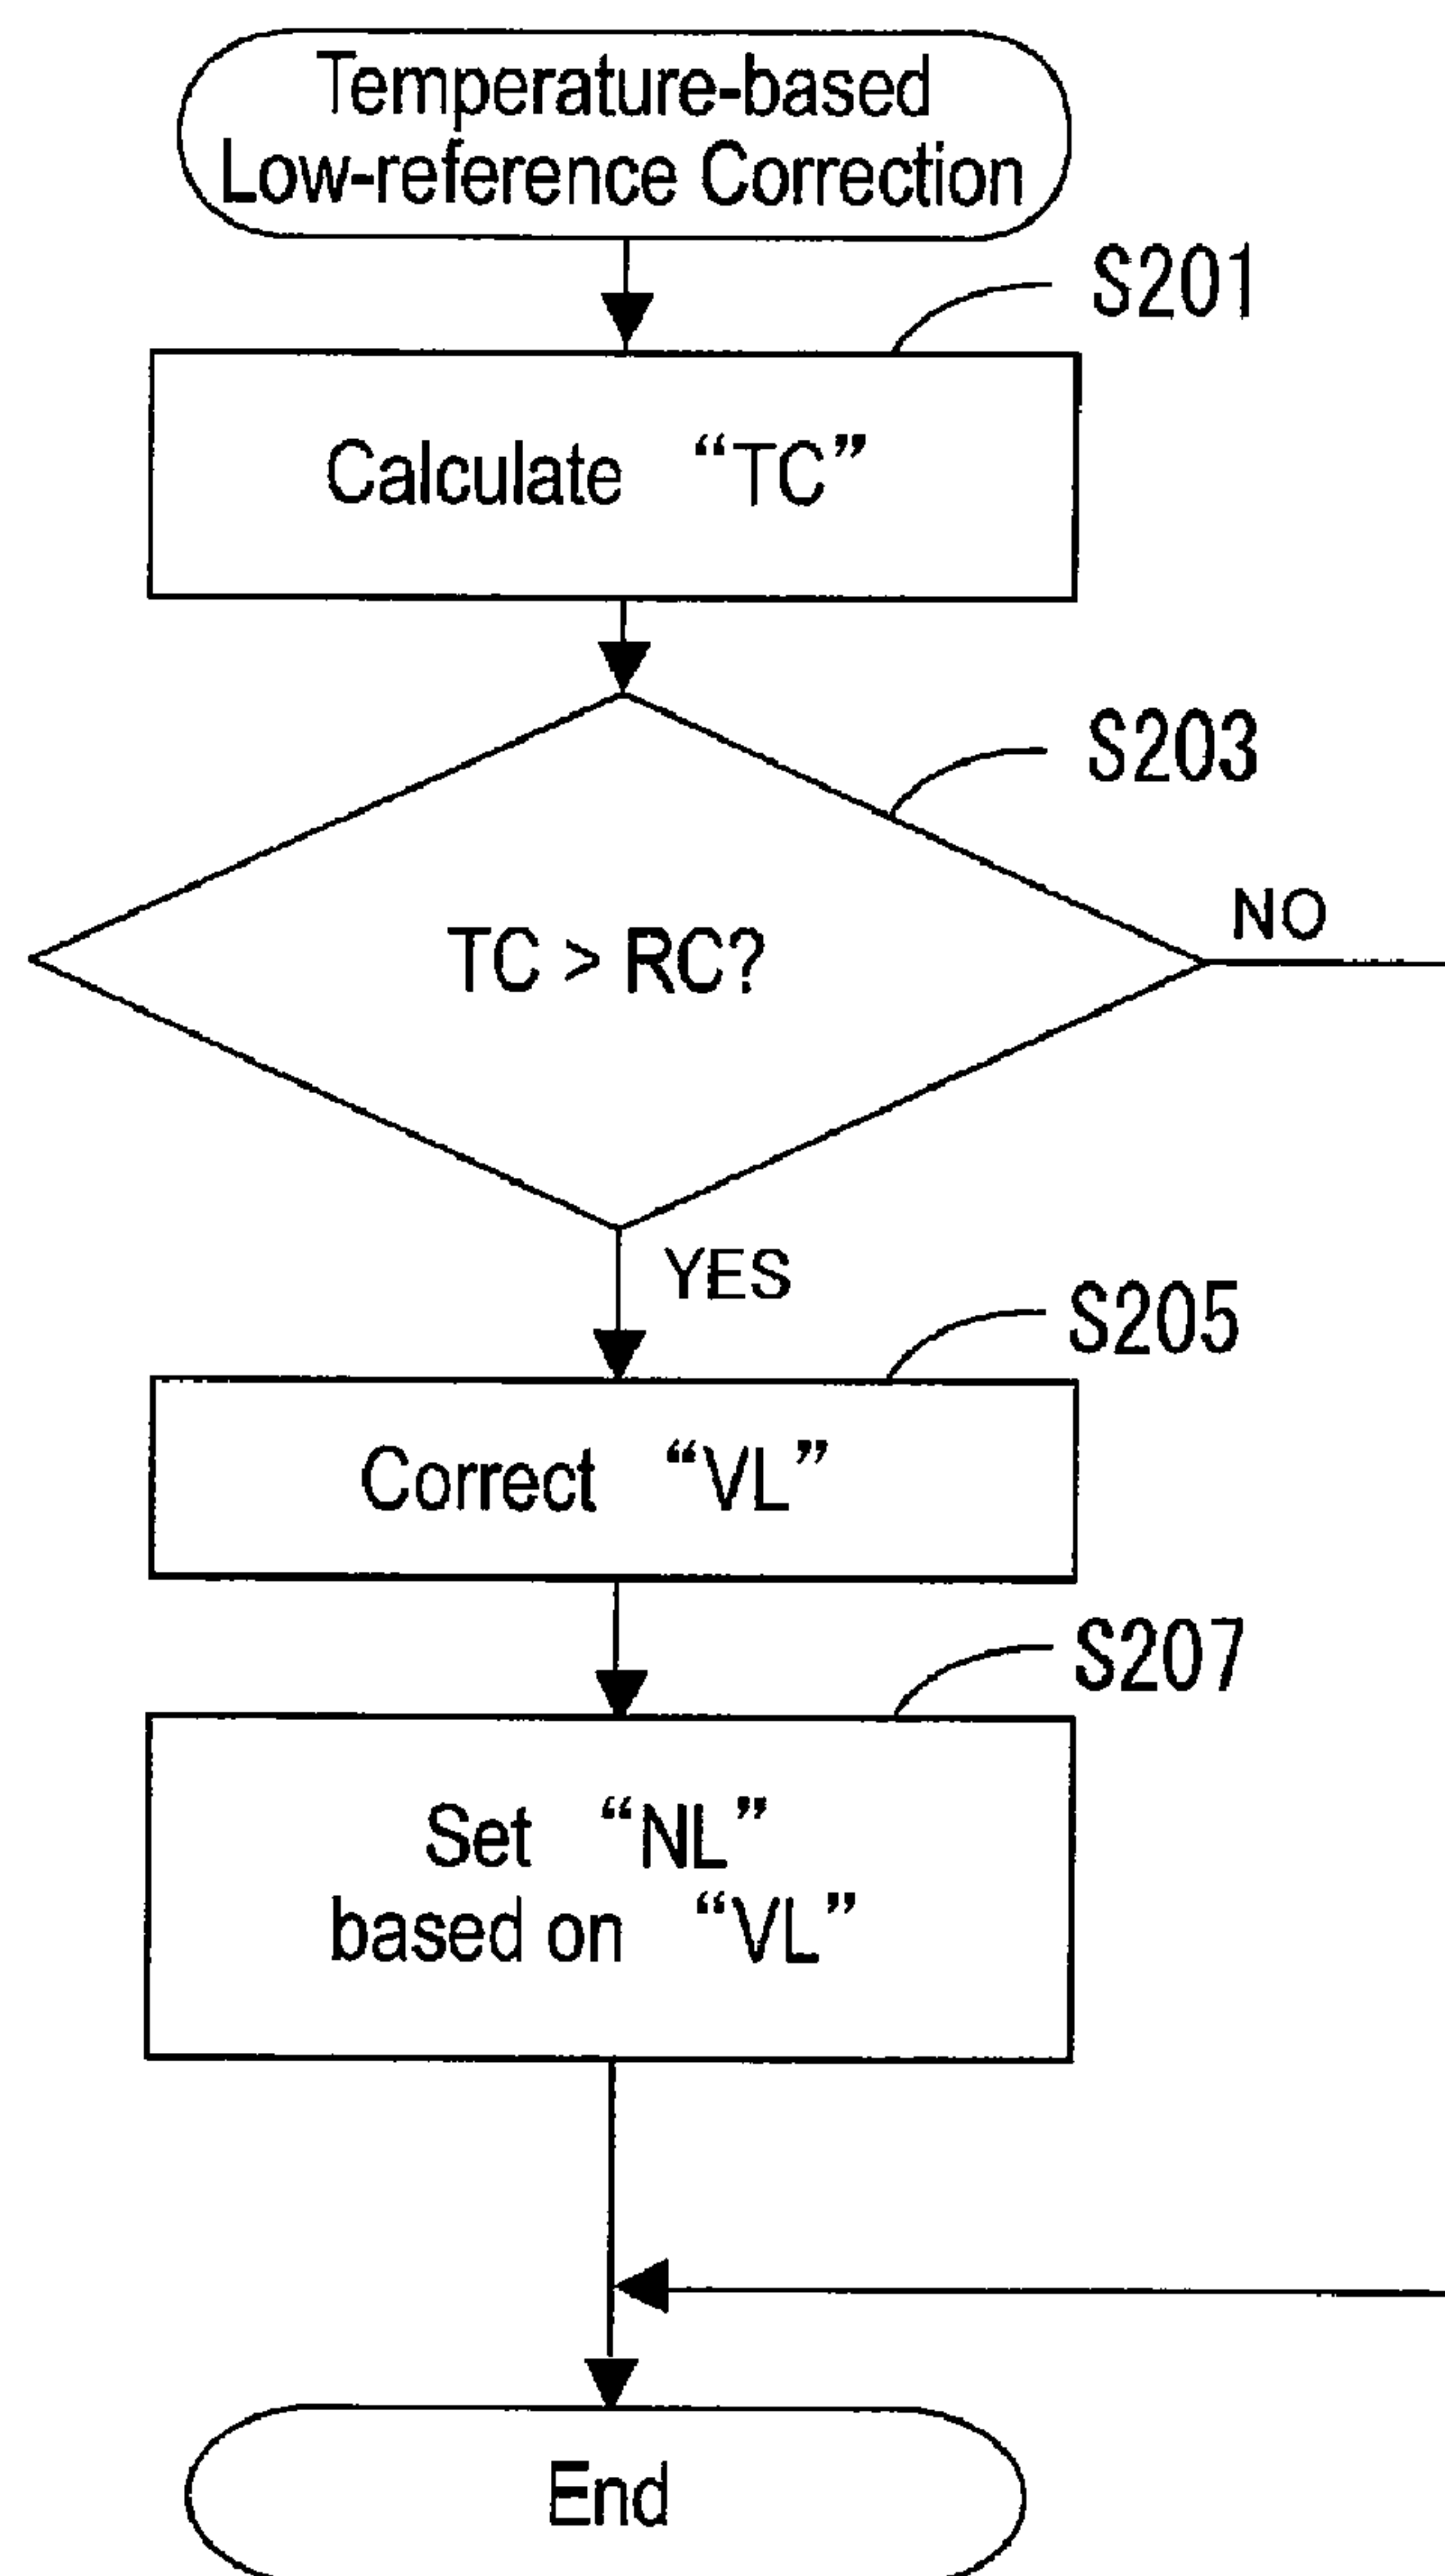 Temperature-based
Low-reference Correction
S201
Calculate “TC”
S203
TC > RC?
NO
YES
S205
Correct “VL”
S207
Set “NL”
based on “VL”
End